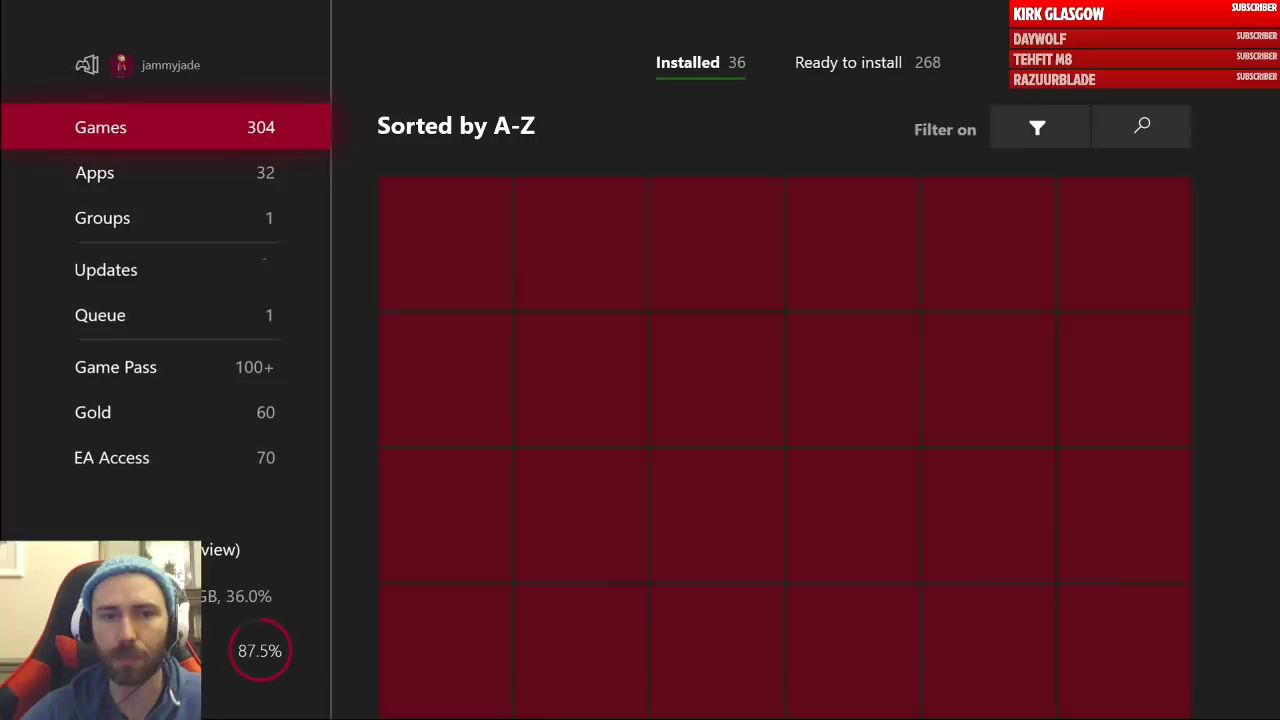 KIRK GLASGOW SUBSCRIBER
DAYWOLF SUBSCRIBER
TEHFIT M8 SUBSCRIBER
RAZUURBLADE SUBSCRIBER
jammyjade
Installed 36 Ready to install 268
Games 304
Apps 32
Groups 1
Updates
Queue 1
Game Pass 100+
Gold 60
EA Access 70
Sorted by A-Z
Filter on
view)
GB, 36.0%
87.5%